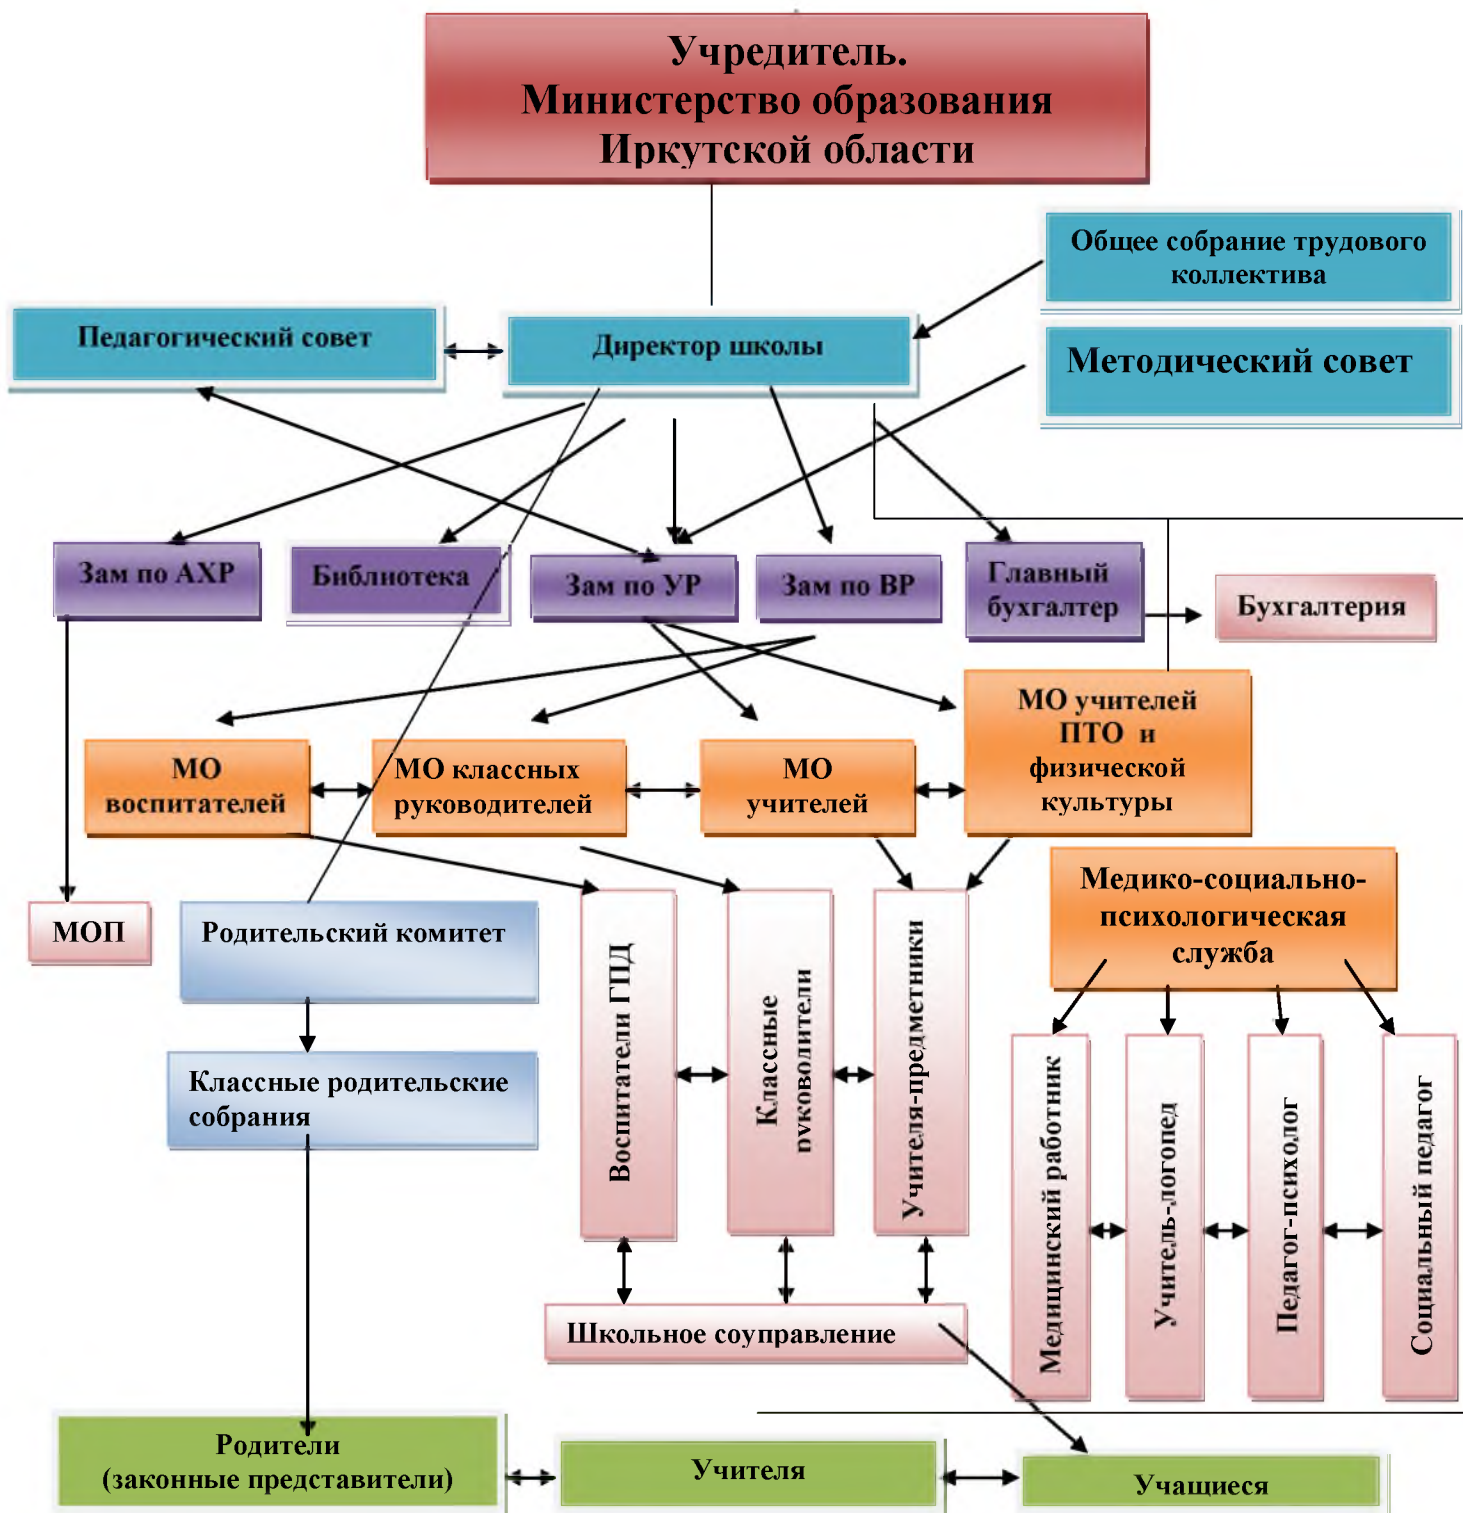 Учредитель.
Министерство образования
Иркутской области
Общее собрание трудового
коллектива
Педагогический совет
Директор школы
Методический совет
Зам по АХР
Библиотека
Зам по УР
Зам по ВР
Главный
бухгалтер
Бухгалтерия
МО
воспитателей
МО классных
руководителей
МО
учителей
МО учителей
ПТО и
физической
культуры
МОП
Родительский комитет
Классные родительские
собрания
Воспитатели ГПД
Классные
руководители
Учителя-предметники
Медико-социально-
психологическая
служба
Медицинский работник
Учитель-логопед
Педагог-психолог
Социальный педагог
Школьное соуправление
Родители
(законные представители)
Учителя
Учащиеся